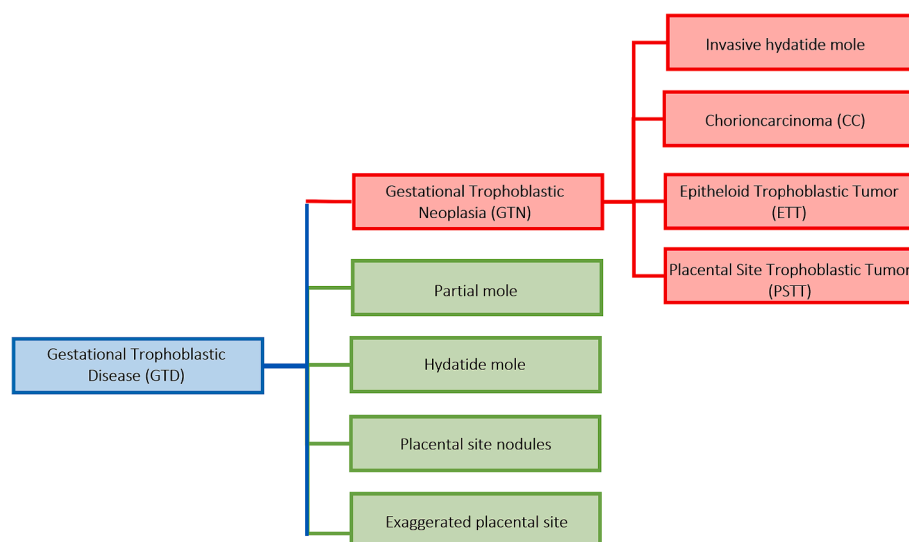 Invasive hydatide mole
Chorioncarcinoma (CC)
Gestational Trophoblastic
Neoplasia (GTN)
Epitheloid Trophoblastic Tumor
(ETT)
Placental Site Trophoblastic Tumor
(PSTT)
Partial mole
Gestational Trophoblastic
Disease (GTD)
Hydatide mole
Placental site nodules
Exaggerated placental site